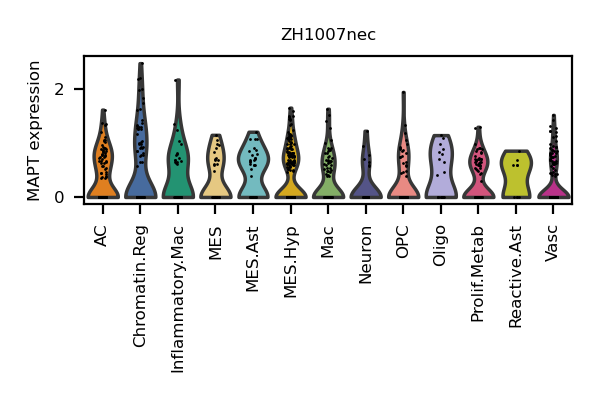 ZH1007nec
MAPT expression
2
0
AC
Chromatin.Reg
Inflammatory.Mac
MES
MES.Ast
MES.Hyp
Mac
Neuron
OPC
Oligo
Prolif.Metab
Reactive.Ast
Vasc